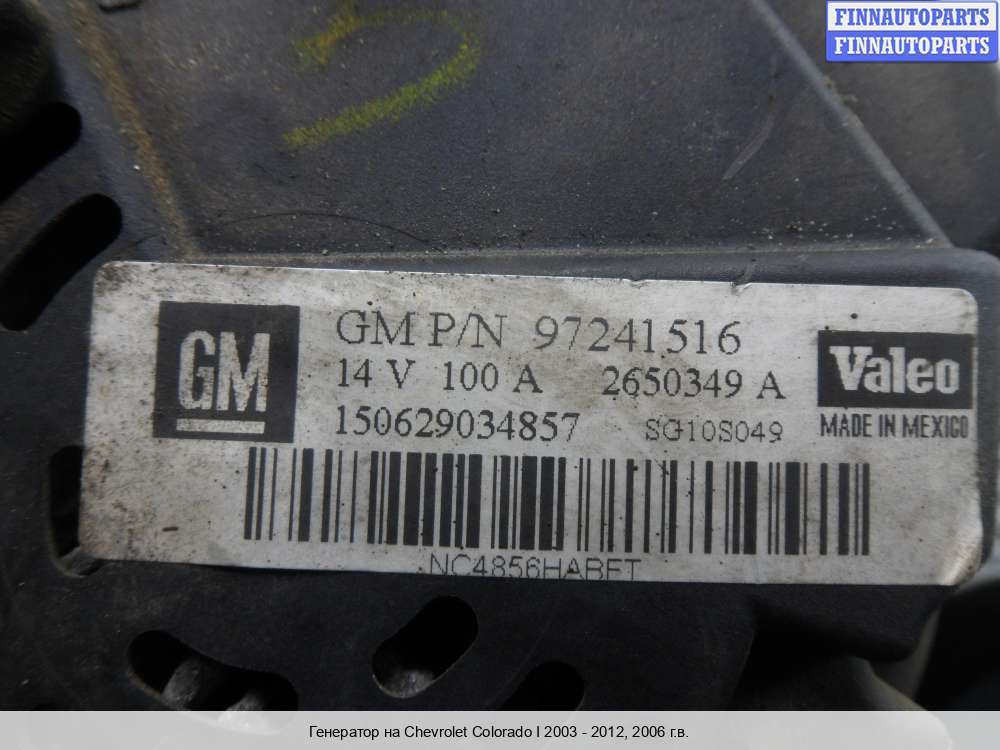 FINNAUTOPARTS
FINNAUTOPARTS
GM
GM P/N 97241516
14 V 100 A 2650349 A
150629034857 SG10S049
Valeo
MADE IN MEXICO
NC4856HABFT
Генератор на Chevrolet Colorado I 2003 - 2012, 2006 г.в.